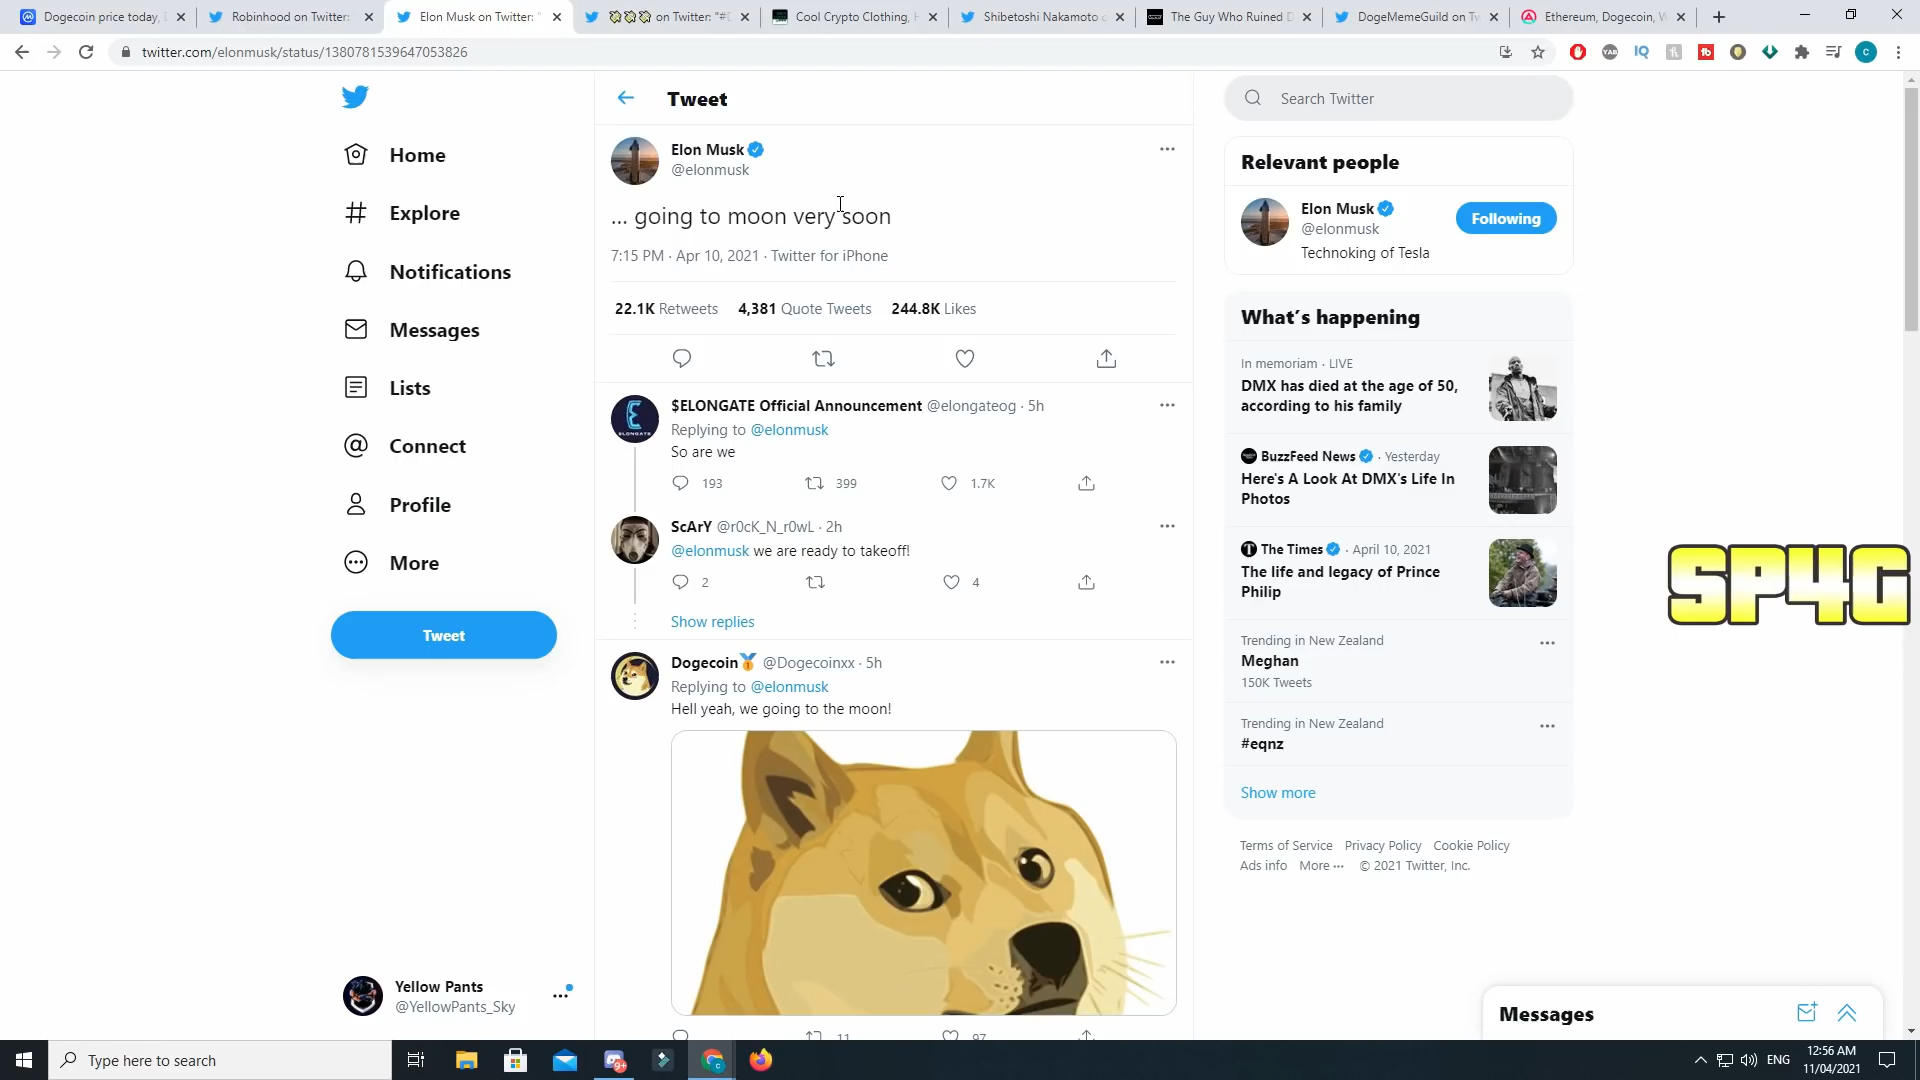 Dogecoin price today,
Robinhood on Twitter:
Elon Musk on Twitter: "
on Twitter: "#D
Cool Crypto Clothing, H
Shibetoshi Nakamoto
The Guy Who Ruined D
DogeMemeGuild on Tw
Ethereum, Dogecoin, W
twitter.com/elonmusk/status/1380781539647053826
Home
Explore
Notifications
Messages
Lists
Connect
Profile
More
Tweet
Yellow Pants
@YellowPants_Sky
Tweet
Elon Musk
@elonmusk
... going to moon very soon
7:15 PM · Apr 10, 2021 · Twitter for iPhone
22.1K Retweets 4,381 Quote Tweets 244.8K Likes
$ELONGATE Official Announcement @elongateog · 5h
Replying to @elonmusk
So are we
193 399 1.7K
ScArY @r0cK_N_r0wL · 2h
@elonmusk we are ready to takeoff!
2 4
Show replies
Dogecoin @Dogecoinxx · 5h
Replying to @elonmusk
Hell yeah, we going to the moon!
11 97
Search Twitter
Relevant people
Elon Musk
@elonmusk
Following
Technoking of Tesla
What's happening
In memoriam · LIVE
DMX has died at the age of 50,
according to his family
BuzzFeed News · Yesterday
Here's A Look At DMX's Life In
Photos
The Times · April 10, 2021
The life and legacy of Prince
Philip
Trending in New Zealand
Meghan
150K Tweets
Trending in New Zealand
#eqnz
Show more
Terms of Service Privacy Policy Cookie Policy
Ads info More ··· © 2021 Twitter, Inc.
SP4G
Messages
Type here to search
9+
ENG
12:56 AM
11/04/2021